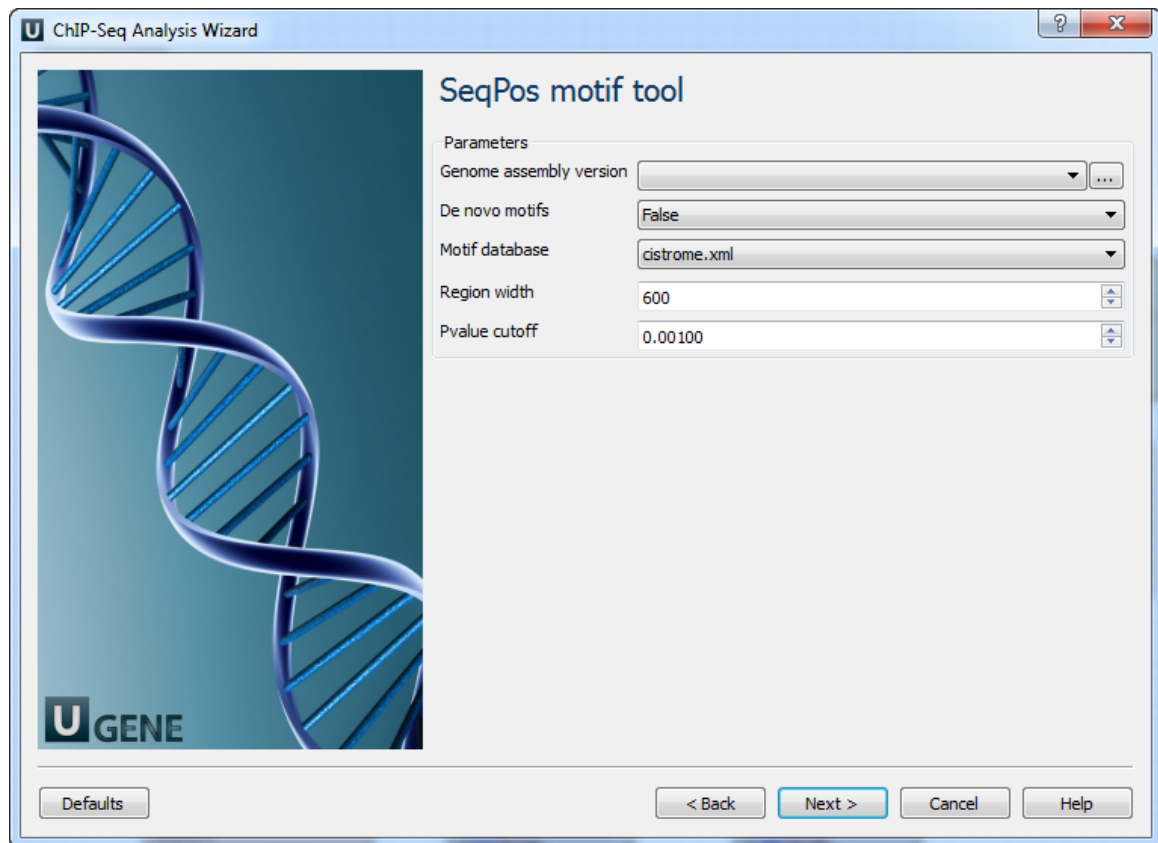 U ChIP-Seq Analysis Wizard
SeqPos motif tool
Parameters
Genome assembly version ...
De novo motifs False
Motif database cistrome.xml
Region width 600
Pvalue cutoff 0.00100
U GENE
Defaults < Back Next > Cancel Help